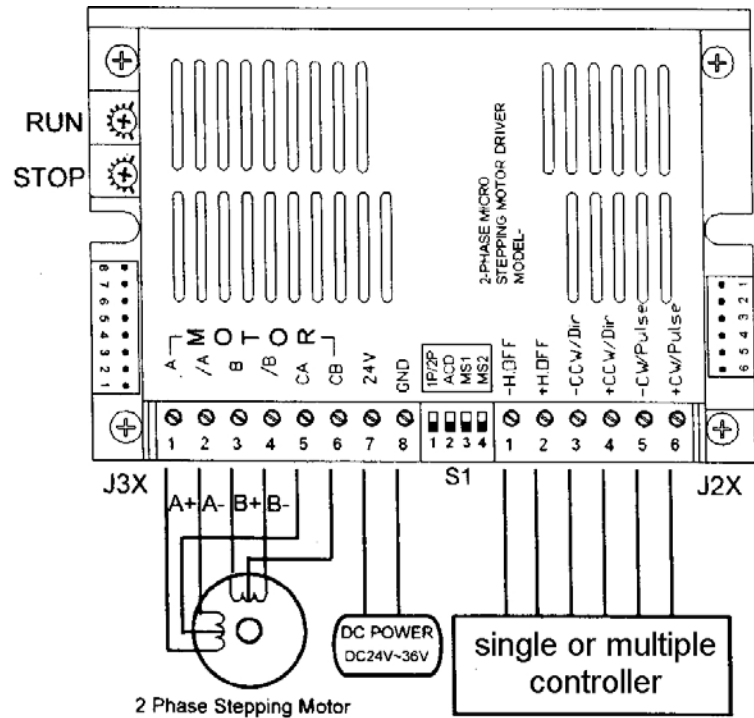 RUN
STOP
2-PHASE MICRO
STEPPING MOTOR DRIVER
MODEL-
8 7 6 5 4 3 2 1
6 5 4 3 2 1
MOTOR
A /A B /B CA CB 24V GND
1P/2P ACD MS1 MS2
-H.OFF +H.OFF -CCW/Dir +CCW/Dir -CW/Pulse +CW/Pulse
1 2 3 4 5 6 7 8
1 2 3 4
1 2 3 4 5 6
J3X
S1
J2X
A+ A- B+ B-
DC POWER
DC24V~36V
single or multiple
controller
2 Phase Stepping Motor